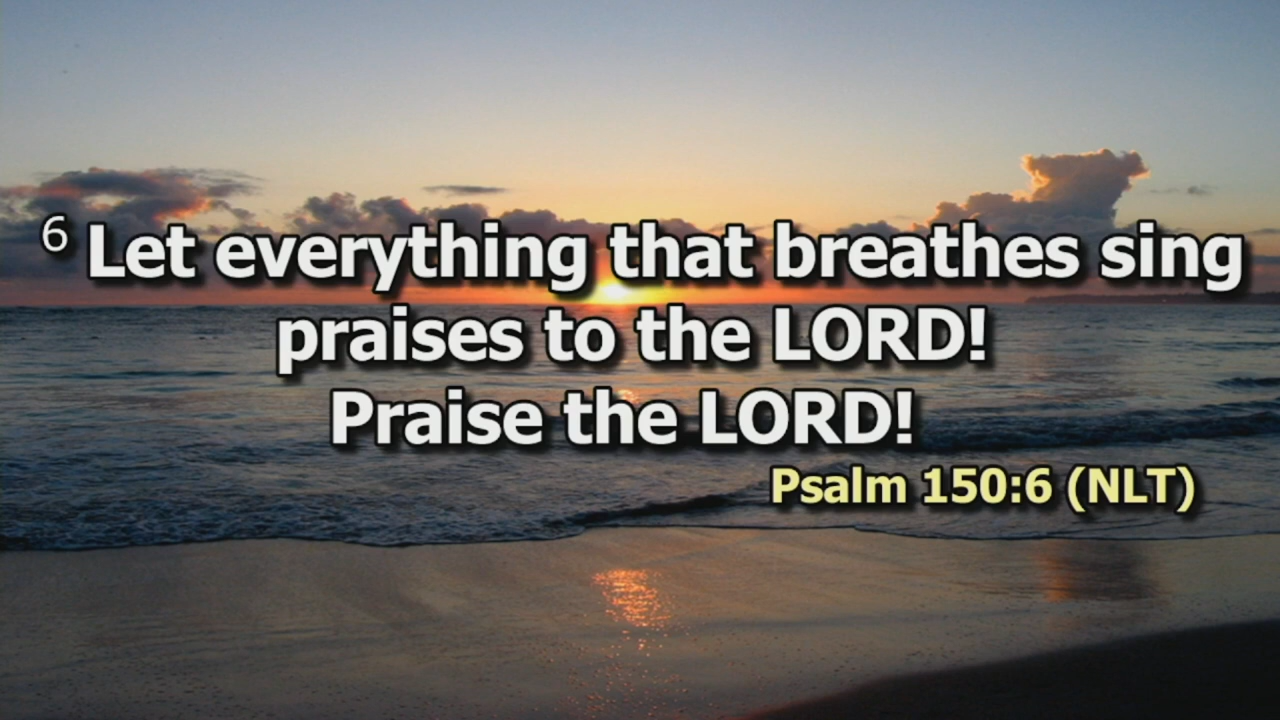 6 Let everything that breathes sing
praises to the LORD!
Praise the LORD!
Psalm 150:6 (NLT)